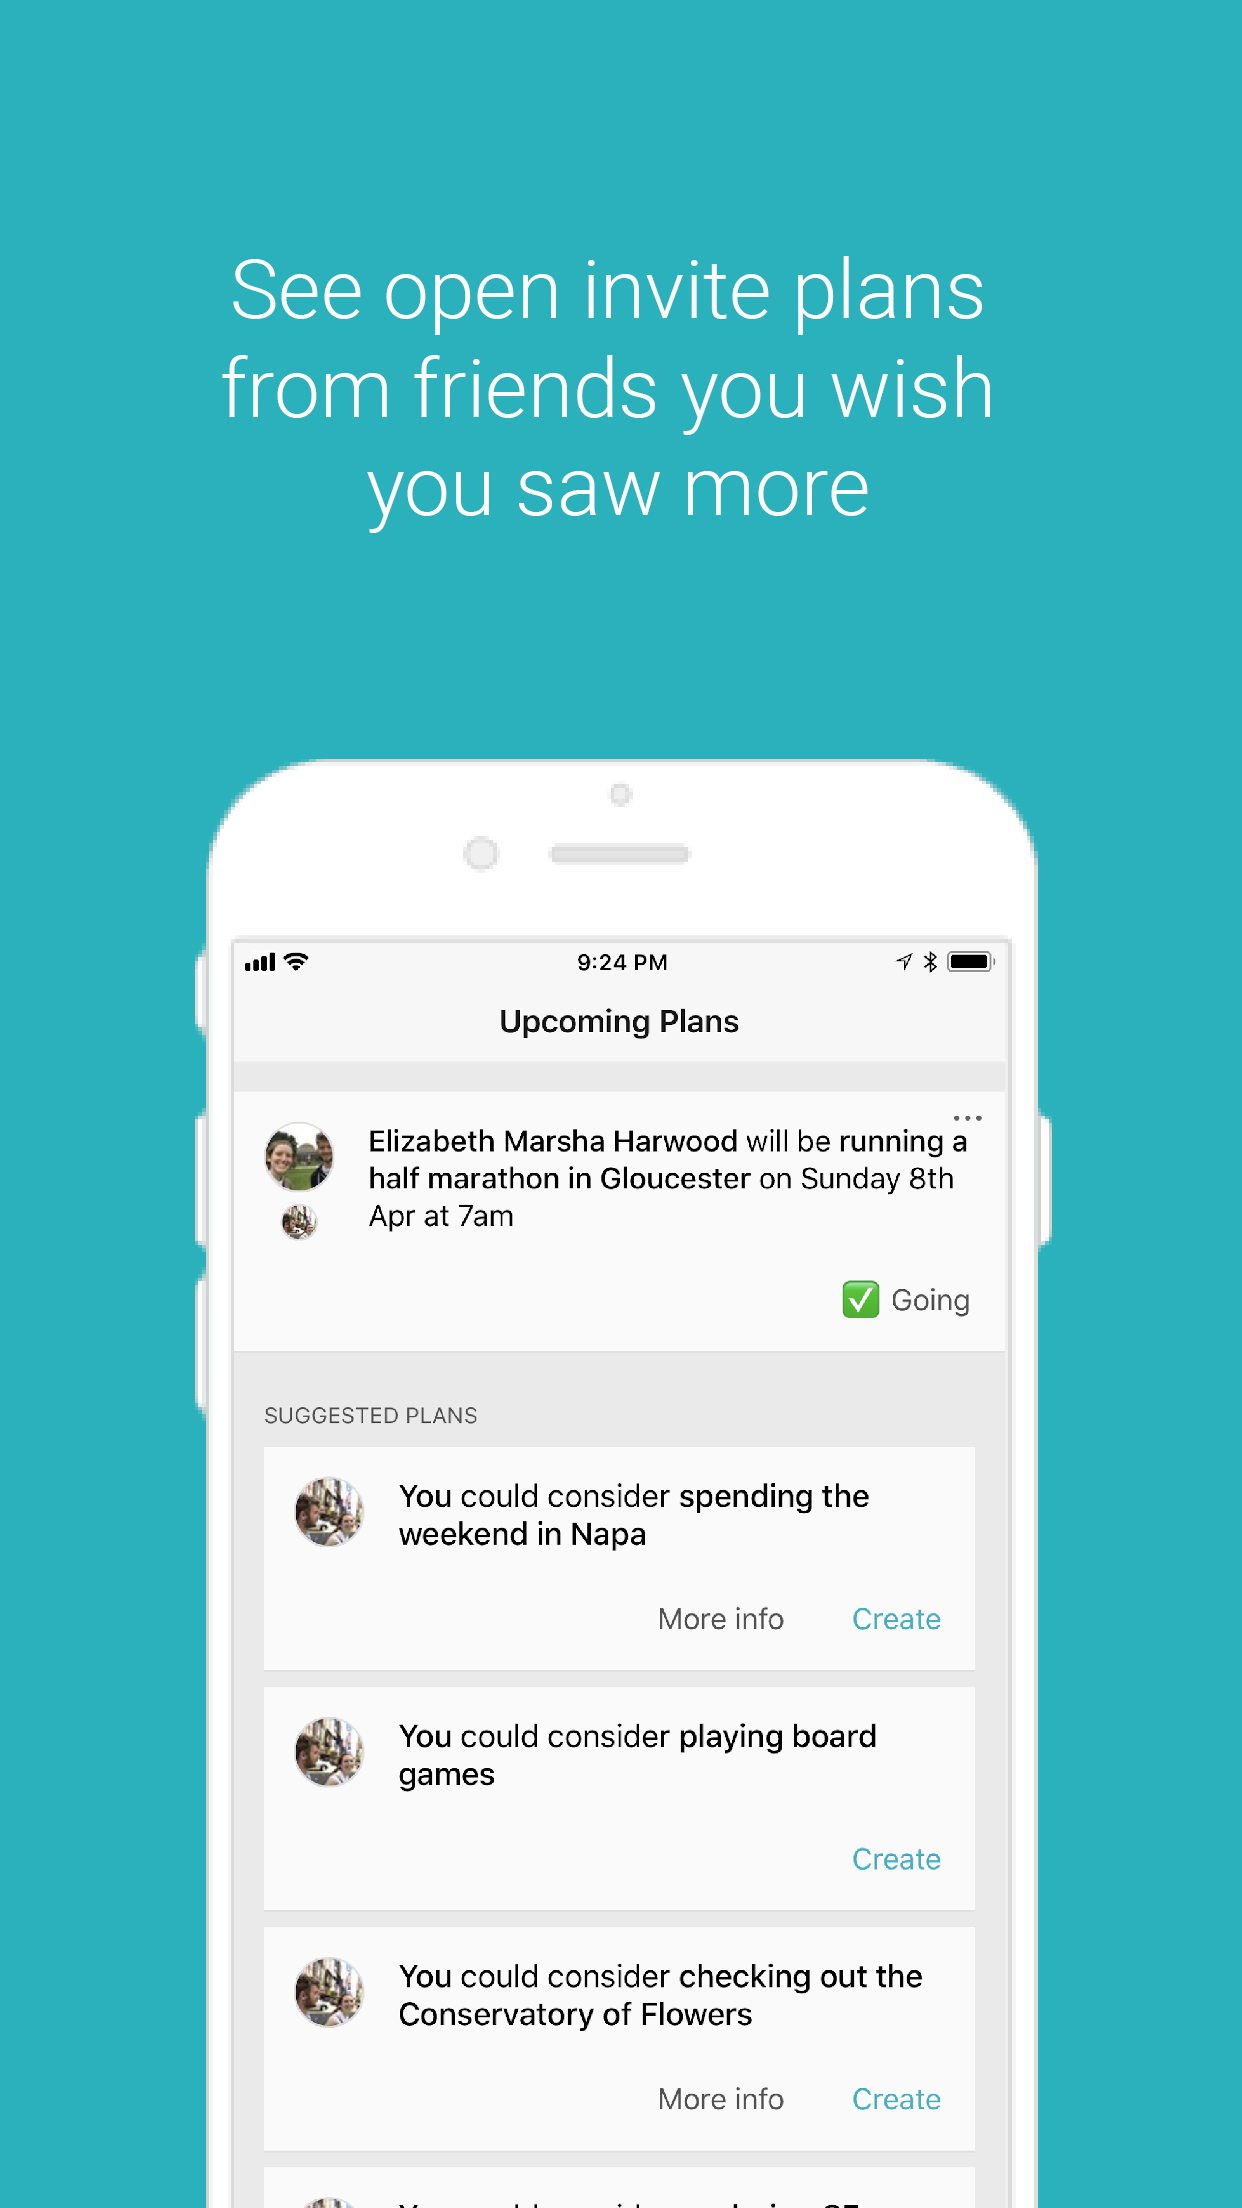 See open invite plans
from friends you wish
you saw more
9:24 PM
Upcoming Plans
Elizabeth Marsha Harwood will be running a
half marathon in Gloucester on Sunday 8th
Apr at 7am
Going
SUGGESTED PLANS
You could consider spending the
weekend in Napa
More info Create
You could consider playing board
games
Create
You could consider checking out the
Conservatory of Flowers
More info Create